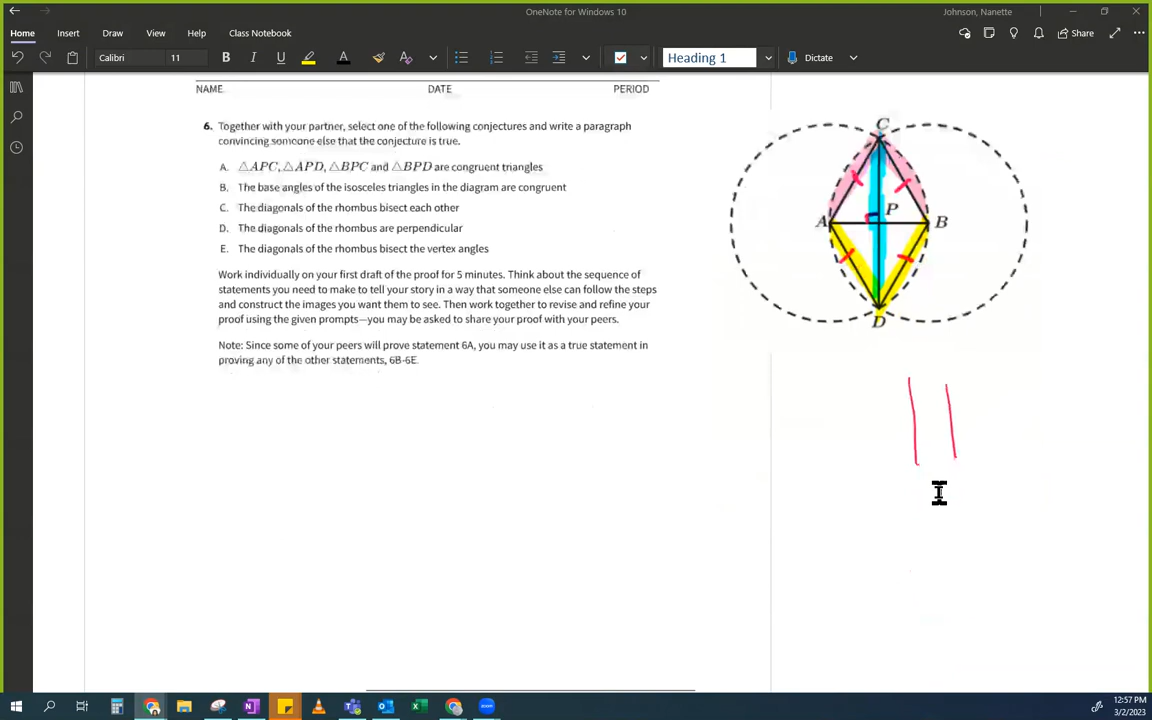 OneNote for Windows 10
Johnson, Nanette
Home Insert Draw View Help Class Notebook
Share
Calibri 11 B I U A A Heading 1 Dictate
NAME DATE PERIOD
6. Together with your partner, select one of the following conjectures and write a paragraph
convincing someone else that the conjecture is true.
A. △APC, △APD, △BPC and △BPD are congruent triangles
B. The base angles of the isosceles triangles in the diagram are congruent
C. The diagonals of the rhombus bisect each other
D. The diagonals of the rhombus are perpendicular
E. The diagonals of the rhombus bisect the vertex angles
Work individually on your first draft of the proof for 5 minutes. Think about the sequence of
statements you need to make to tell your story in a way that someone else can follow the steps
and construct the images you want them to see. Then work together to revise and refine your
proof using the given prompts—you may be asked to share your proof with your peers.
Note: Since some of your peers will prove statement 6A, you may use it as a true statement in
proving any of the other statements, 6B-6E.
C
P
A
B
D
12:57 PM
3/2/2023